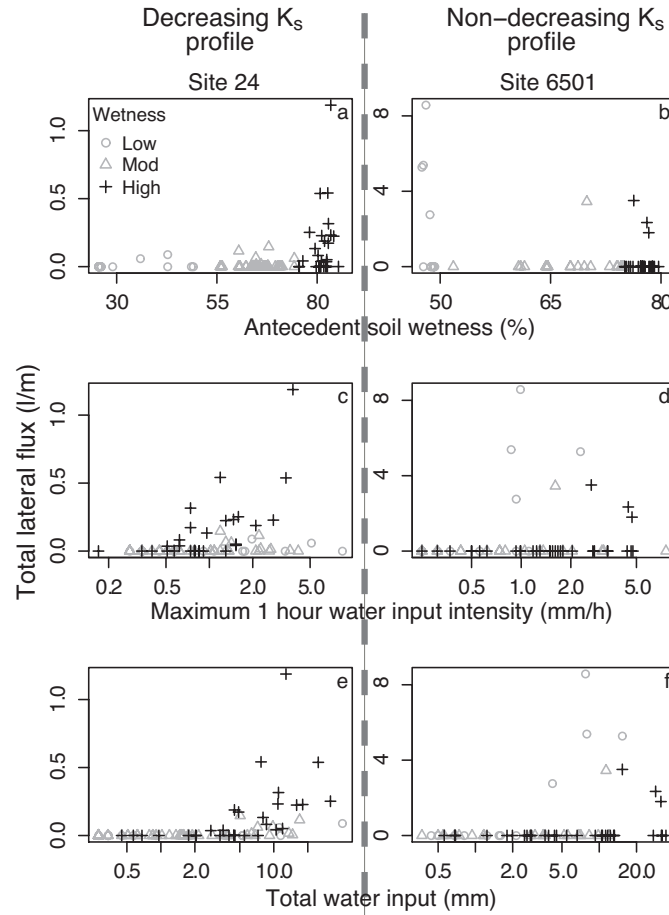 Decreasing Ks profile
Non−decreasing Ks profile
Site 24
Site 6501
Wetness
Low
Mod
High
a
0.0 0.5 1.0
30 55 80
b
0 4 8
50 65 80
Antecedent soil wetness (%)
Total lateral flux (l/m)
c
0.0 0.5 1.0
0.2 0.5 1.0 2.0 5.0
d
0 4 8
0.5 1.0 2.0 5.0
Maximum 1 hour water input intensity (mm/h)
e
0.0 0.5 1.0
0.5 2.0 10.0
f
0 4 8
0.5 2.0 5.0 20.0
Total water input (mm)